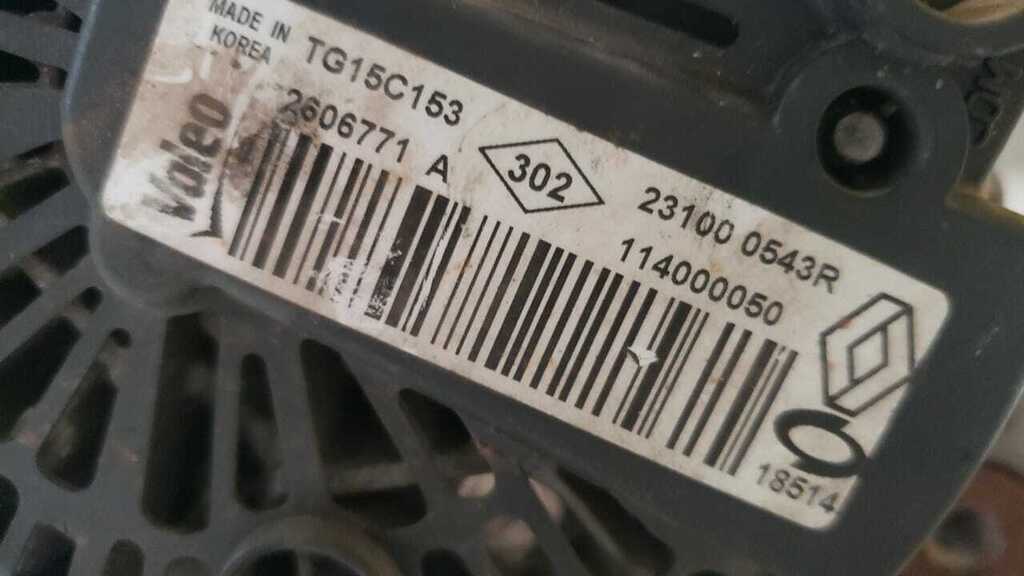 MADE IN
KOREA
TG15C153
Valeo
2606771 A
302
23100 0543R
114000050
18514